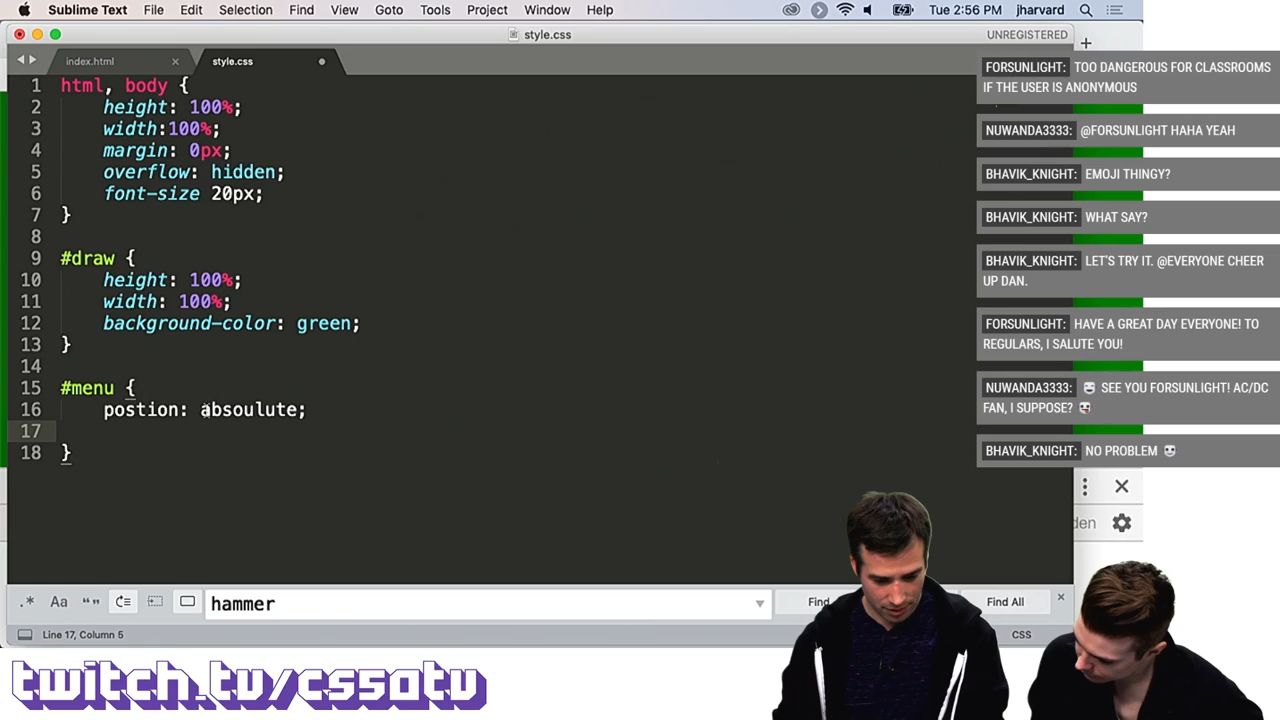 Sublime Text File Edit Selection Find View Goto Tools Project Window Help Tue 2:56 PM jharvard
style.css UNREGISTERED
index.html style.css
1 html, body {
2 height: 100%;
3 width:100%;
4 margin: 0px;
5 overflow: hidden;
6 font-size 20px;
7 }
8
9 #draw {
10 height: 100%;
11 width: 100%;
12 background-color: green;
13 }
14
15 #menu {
16 postion: absoulute;
17
18 }
FORSUNLIGHT: TOO DANGEROUS FOR CLASSROOMS
IF THE USER IS ANONYMOUS
NUWANDA3333: @FORSUNLIGHT HAHA YEAH
BHAVIK_KNIGHT: EMOJI THINGY?
BHAVIK_KNIGHT: WHAT SAY?
BHAVIK_KNIGHT: LET'S TRY IT. @EVERYONE CHEER
UP DAN.
FORSUNLIGHT: HAVE A GREAT DAY EVERYONE! TO
REGULARS, I SALUTE YOU!
NUWANDA3333: SEE YOU FORSUNLIGHT! AC/DC
FAN, I SUPPOSE?
BHAVIK_KNIGHT: NO PROBLEM
den
.* Aa “” hammer Find Find All
Line 17, Column 5 CSS
twitch.tv/cs50tv